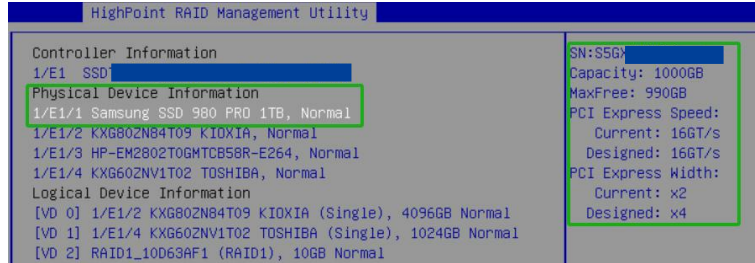 HighPoint RAID Management Utility
Controller Information
1/E1 SSD
Physical Device Information
1/E1/1 Samsung SSD 980 PRO 1TB, Normal
1/E1/2 KXG80ZN84T09 KIOXIA, Normal
1/E1/3 HP-EM2802T0GMTCB58R-E264, Normal
1/E1/4 KXG60ZNV1T02 TOSHIBA, Normal
Logical Device Information
[VD 0] 1/E1/2 KXG80ZN84T09 KIOXIA (Single), 4096GB Normal
[VD 1] 1/E1/4 KXG60ZNV1T02 TOSHIBA (Single), 1024GB Normal
[VD 2] RAID1_10D63AF1 (RAID1), 10GB Normal
SN:S5GX
Capacity: 1000GB
MaxFree: 990GB
PCI Express Speed:
Current: 16GT/s
Designed: 16GT/s
PCI Express Width:
Current: x2
Designed: x4